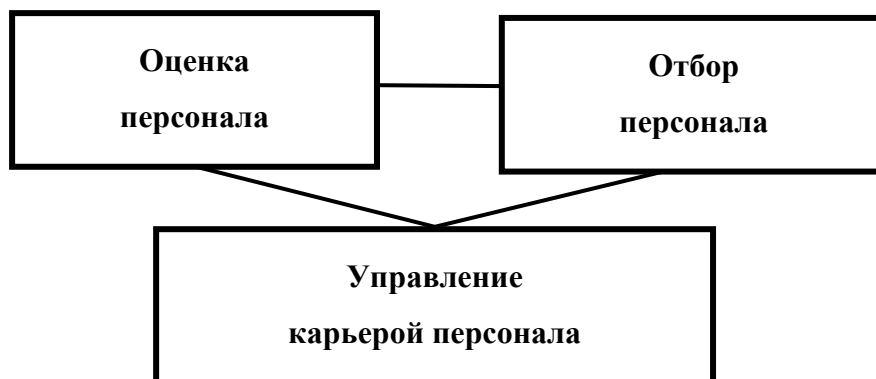 Оценка
персонала
Отбор
персонала
Управление
карьерой персонала